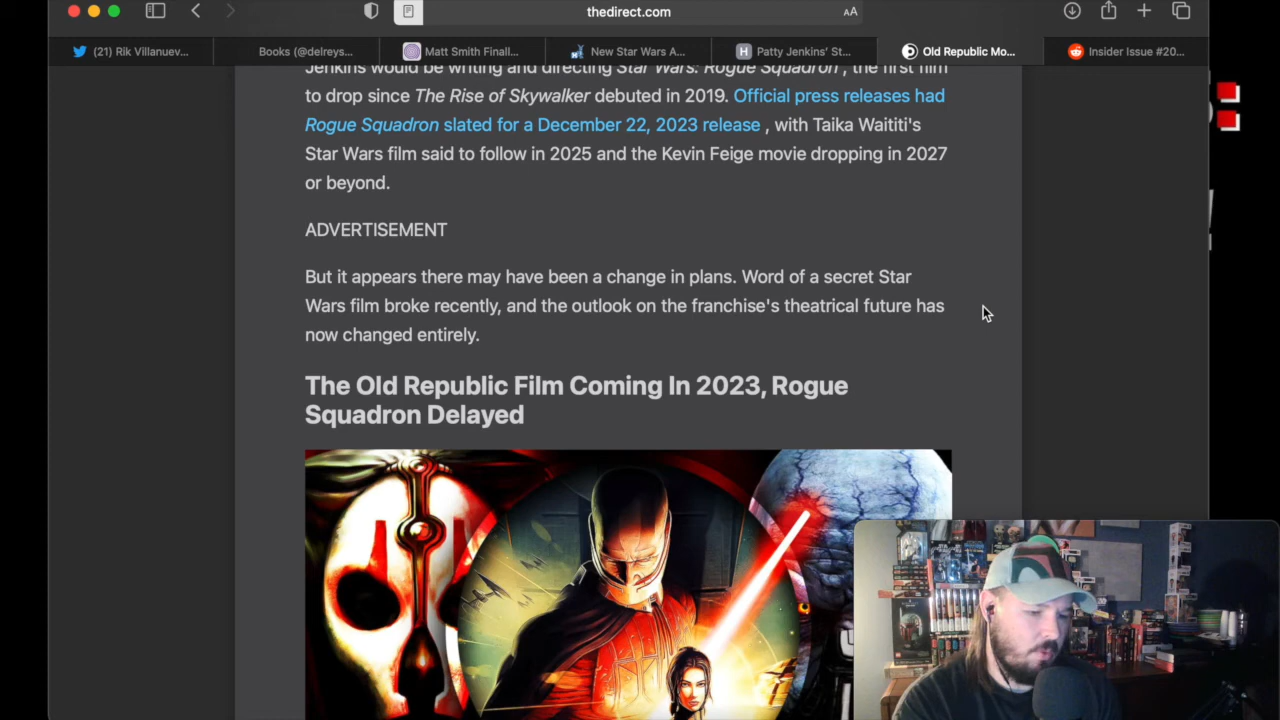 thedirect.com
AA
(21) Rik Villanuev...
Books (@delreys...
Matt Smith Finall...
New Star Wars A...
H Patty Jenkins' St...
Old Republic Mo...
Insider Issue #20...
Jenkins would be writing and directing Star Wars: Rogue Squadron , the first film
to drop since The Rise of Skywalker debuted in 2019. Official press releases had
Rogue Squadron slated for a December 22, 2023 release , with Taika Waititi's
Star Wars film said to follow in 2025 and the Kevin Feige movie dropping in 2027
or beyond.
ADVERTISEMENT
But it appears there may have been a change in plans. Word of a secret Star
Wars film broke recently, and the outlook on the franchise's theatrical future has
now changed entirely.
The Old Republic Film Coming In 2023, Rogue
Squadron Delayed